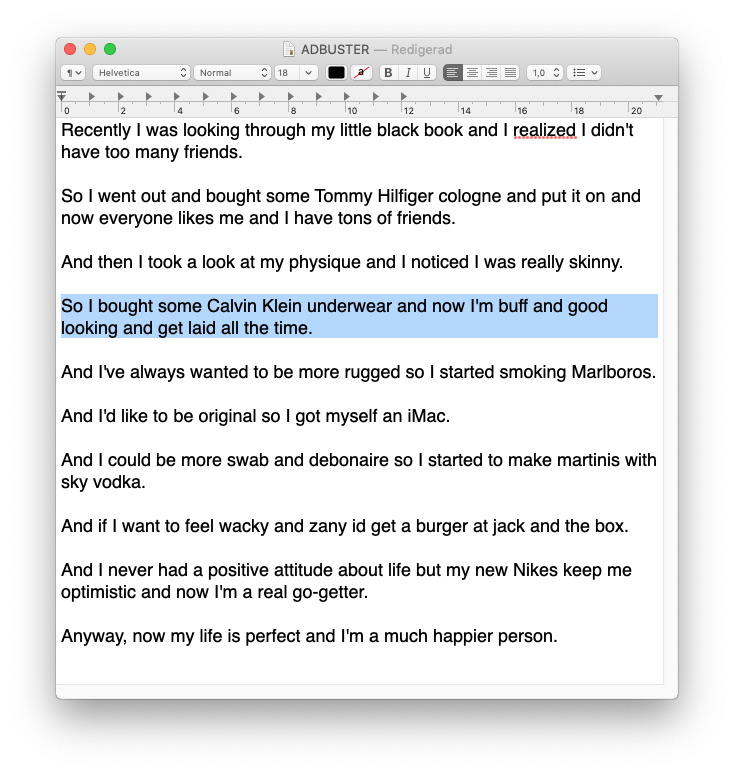 ADBUSTER — Redigerad
¶ Helvetica Normal 18 a B I U 1,0
0 2 4 6 8 10 12 14 16 18 20
Recently I was looking through my little black book and I realized I didn't
have too many friends.
So I went out and bought some Tommy Hilfiger cologne and put it on and
now everyone likes me and I have tons of friends.
And then I took a look at my physique and I noticed I was really skinny.
So I bought some Calvin Klein underwear and now I'm buff and good
looking and get laid all the time.
And I've always wanted to be more rugged so I started smoking Marlboros.
And I'd like to be original so I got myself an iMac.
And I could be more swab and debonaire so I started to make martinis with
sky vodka.
And if I want to feel wacky and zany id get a burger at jack and the box.
And I never had a positive attitude about life but my new Nikes keep me
optimistic and now I'm a real go-getter.
Anyway, now my life is perfect and I'm a much happier person.